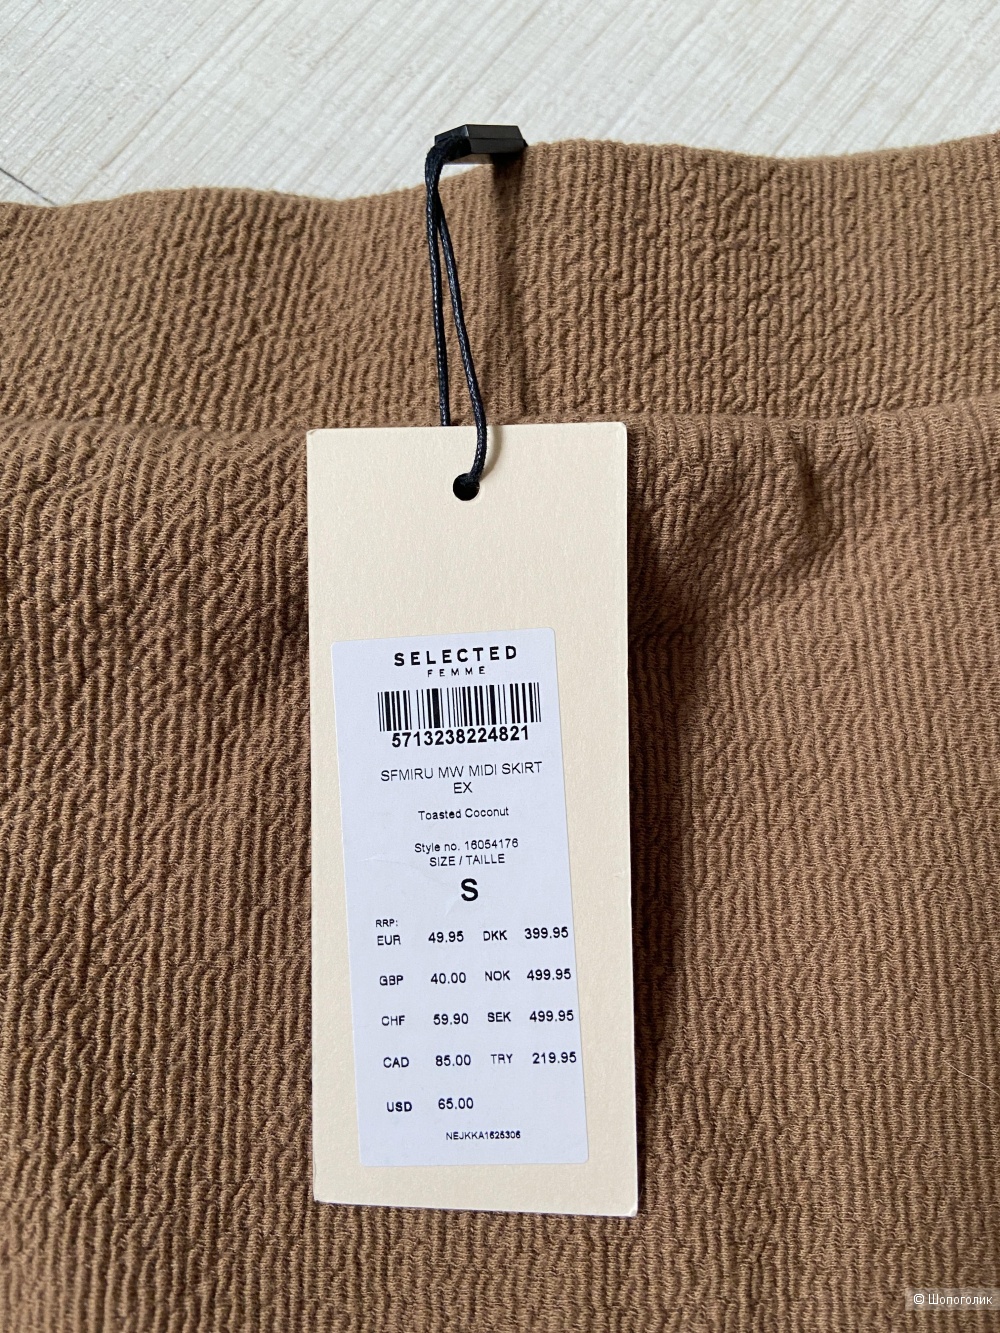 SELECTED
FEMME
5713238224821
SFMIRU MW MIDI SKIRT
EX
Toasted Coconut
Style no. 16054176
SIZE / TAILLE
S
RRP:
EUR 49.95 DKK 399.95
GBP 40.00 NOK 499.95
CHF 59.90 SEK 499.95
CAD 85.00 TRY 219.95
USD 65.00
NEJKKA1525306
© Шопоголик